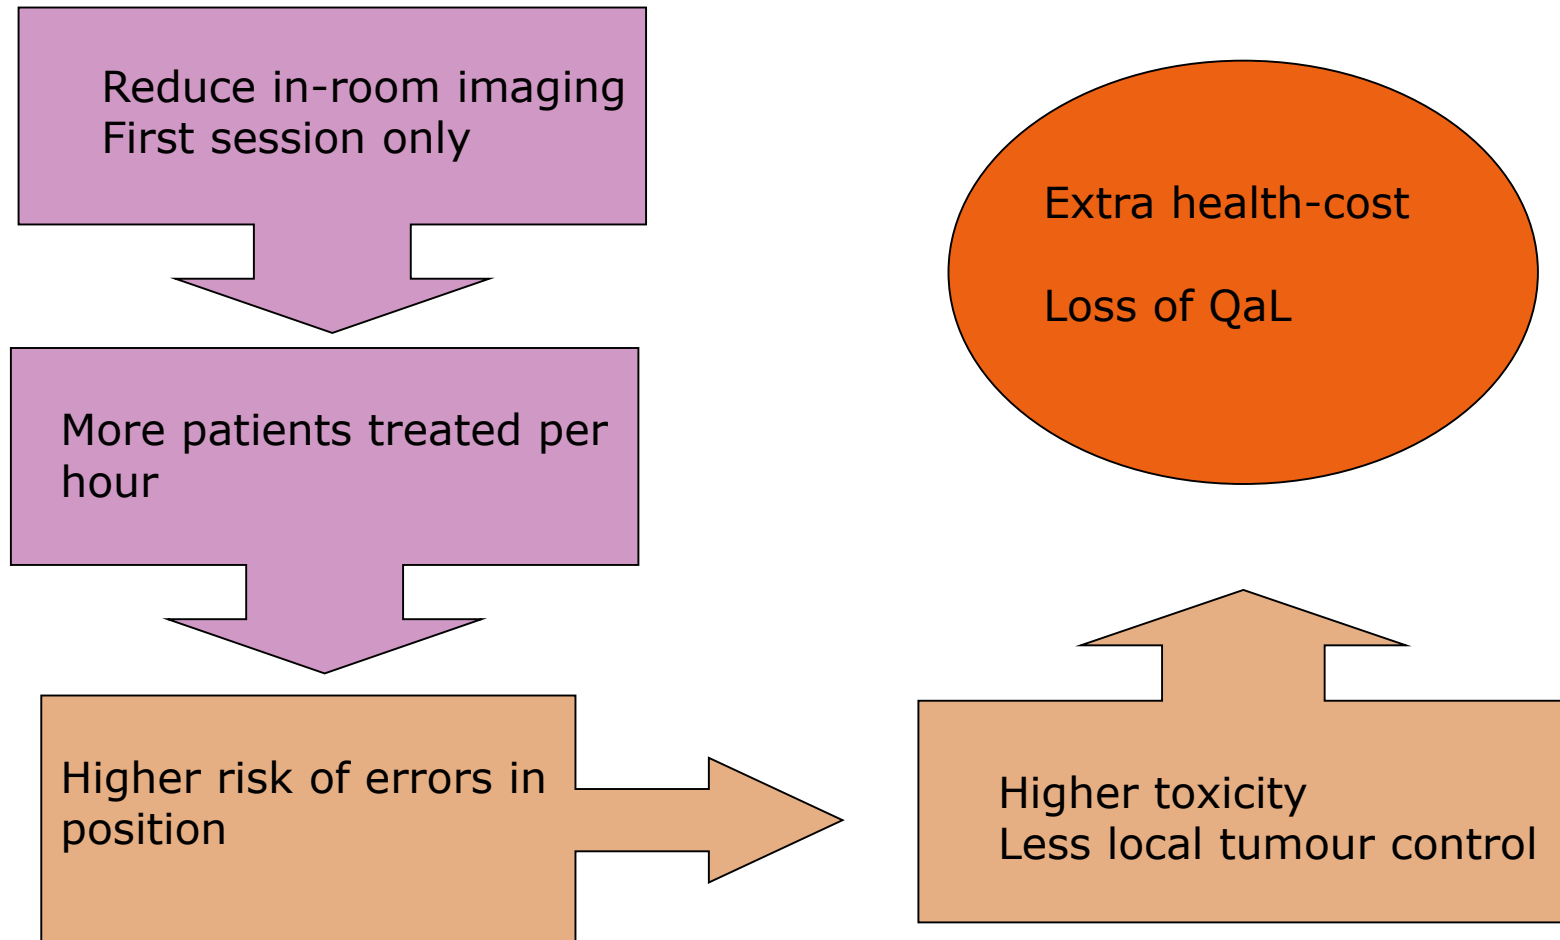 Reduce in-room imaging
First session only
More patients treated per
hour
Higher risk of errors in
position
Higher toxicity
Less local tumour control
Extra health-cost
Loss of QaL